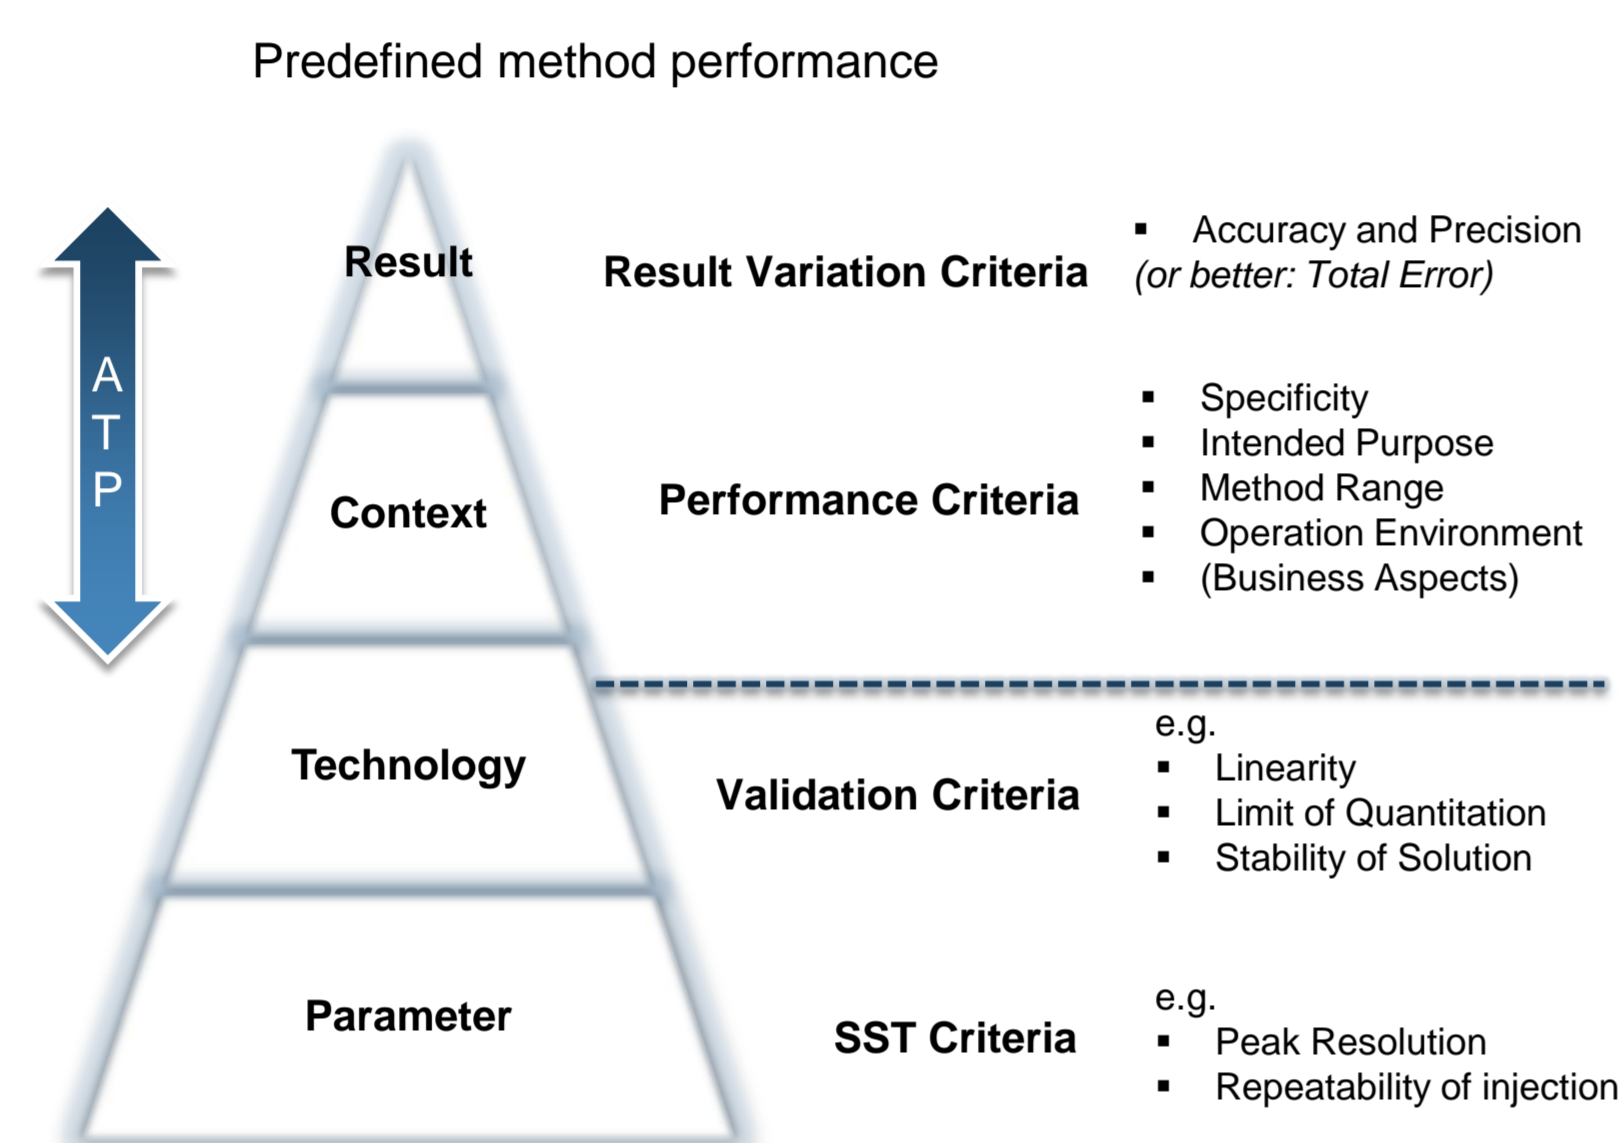 Predefined method performance
A
T
P
Result
Result Variation Criteria
▪ Accuracy and Precision
(or better: Total Error)
Context
Performance Criteria
▪ Specificity
▪ Intended Purpose
▪ Method Range
▪ Operation Environment
▪ (Business Aspects)
Technology
Validation Criteria
e.g.
▪ Linearity
▪ Limit of Quantitation
▪ Stability of Solution
Parameter
SST Criteria
e.g.
▪ Peak Resolution
▪ Repeatability of injection